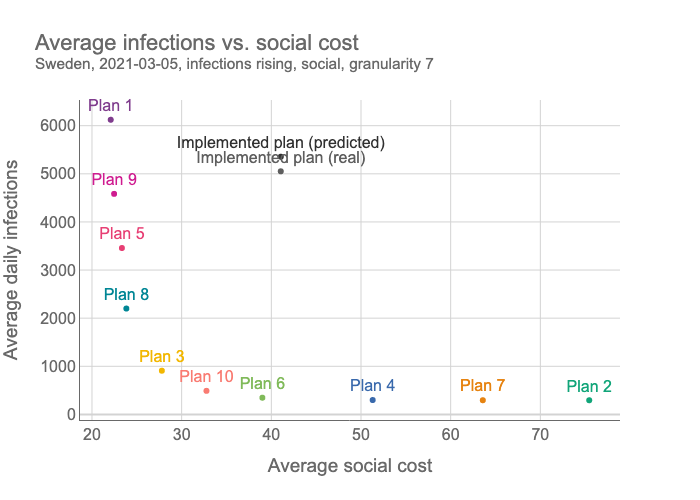 Average infections vs. social cost
Sweden, 2021-03-05, infections rising, social, granularity 7
Plan 1
6000
Implemented plan (predicted)
Implemented plan (real)
5000
Plan 9
4000
Plan 5
3000
Plan 8
2000
Plan 3
1000
Plan 10
Plan 6
Plan 4
Plan 7
Plan 2
0
20 30 40 50 60 70
Average social cost
Average daily infections